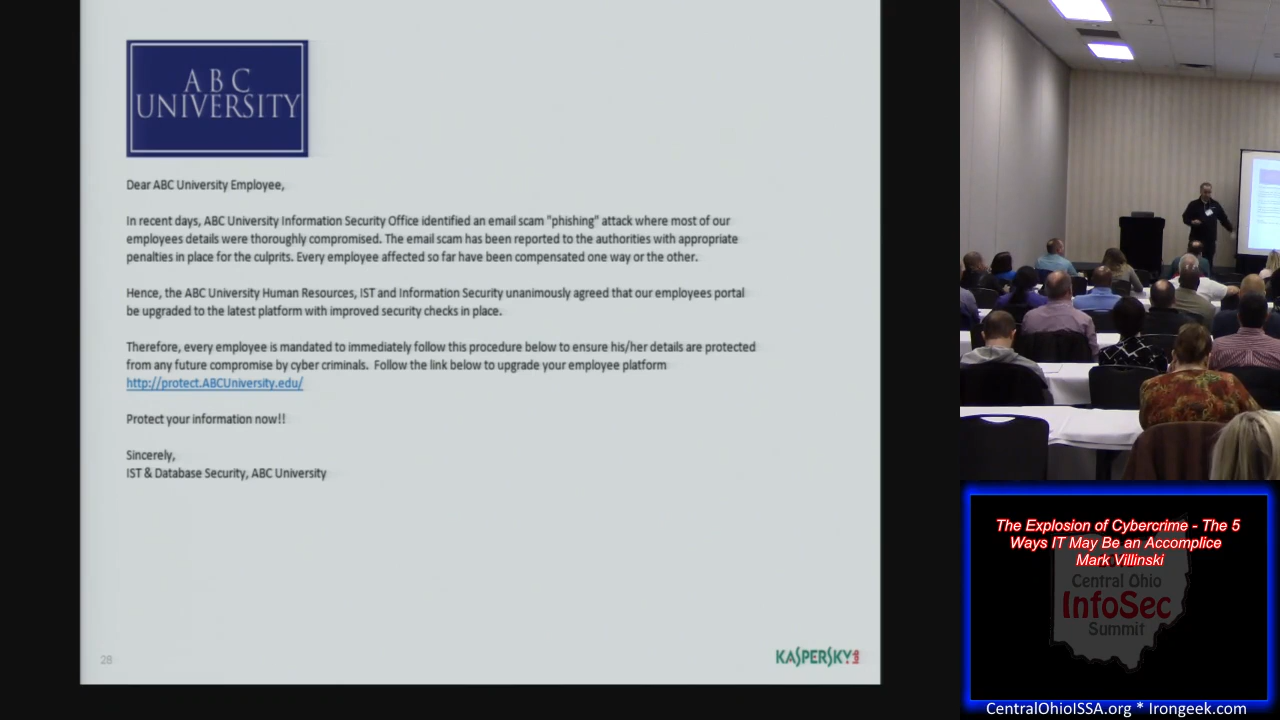 ABC
UNIVERSITY
Dear ABC University Employee,
In recent days, ABC University Information Security Office identified an email scam "phishing" attack where most of our
employees details were thoroughly compromised. The email scam has been reported to the authorities with appropriate
penalties in place for the culprits. Every employee affected so far have been compensated one way or the other.
Hence, the ABC University Human Resources, IST and Information Security unanimously agreed that our employees portal
be upgraded to the latest platform with improved security checks in place.
Therefore, every employee is mandated to immediately follow this procedure below to ensure his/her details are protected
from any future compromise by cyber criminals. Follow the link below to upgrade your employee platform
http://protect.ABCUniversity.edu/
Protect your information now!!
Sincerely,
IST & Database Security, ABC University
28
KASPERSKY lab
The Explosion of Cybercrime - The 5
Ways IT May Be an Accomplice
Mark Villinski
Central Ohio
InfoSec
Summit
CentralOhioISSA.org * Irongeek.com